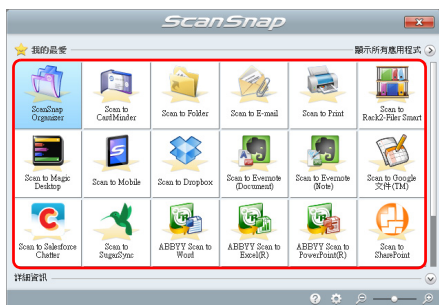 ScanSnap
我的最愛
顯示所有應用程式
ScanSnap Organizer
Scan to CardMinder
Scan to Folder
Scan to E-mail
Scan to Print
Scan to Rack2-Filer Smart
Scan to Magic Desktop
Scan to Mobile
Scan to Dropbox
Scan to Evernote (Document)
Scan to Evernote (Note)
Scan to Google 文件(TM)
Scan to Salesforce Chatter
Scan to SugarSync
ABBYY Scan to Word
ABBYY Scan to Excel(R)
ABBYY Scan to PowerPoint(R)
Scan to SharePoint
詳細資訊